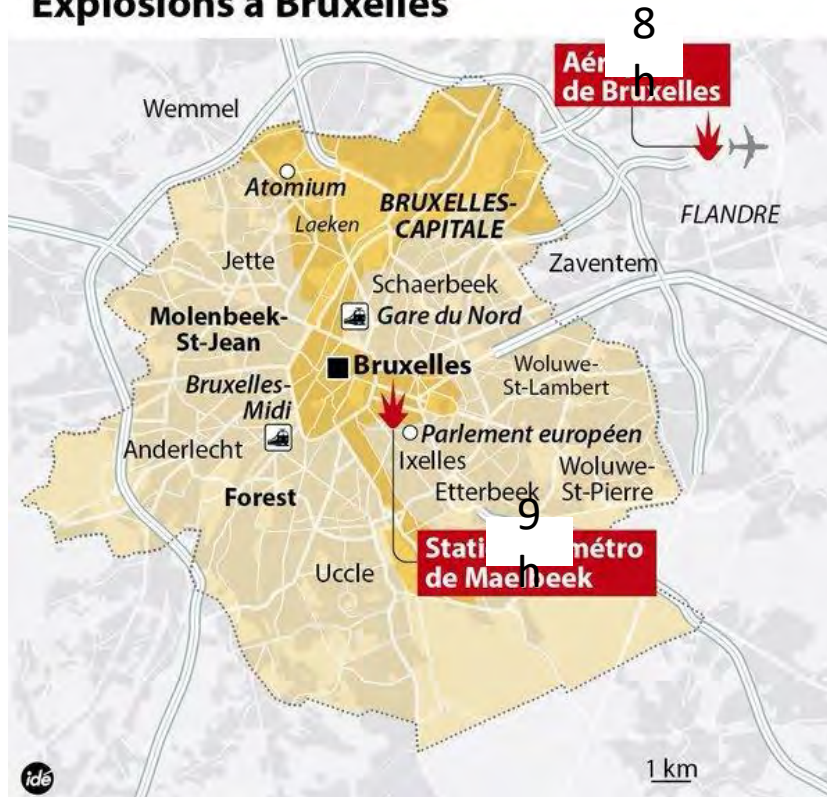 Explosions à Bruxelles
8
h
Aér
de Bruxelles
Wemmel
Atomium
Laeken
BRUXELLES-
CAPITALE
FLANDRE
Jette
Schaerbeek
Zaventem
Gare du Nord
Molenbeek-
St-Jean
Bruxelles
Woluwe-
St-Lambert
Bruxelles-
Midi
Parlement européen
Anderlecht
Ixelles
Woluwe-
St-Pierre
Etterbeek
Forest
9
h
Stati métro
de Maelbeek
Uccle
idé
1 km